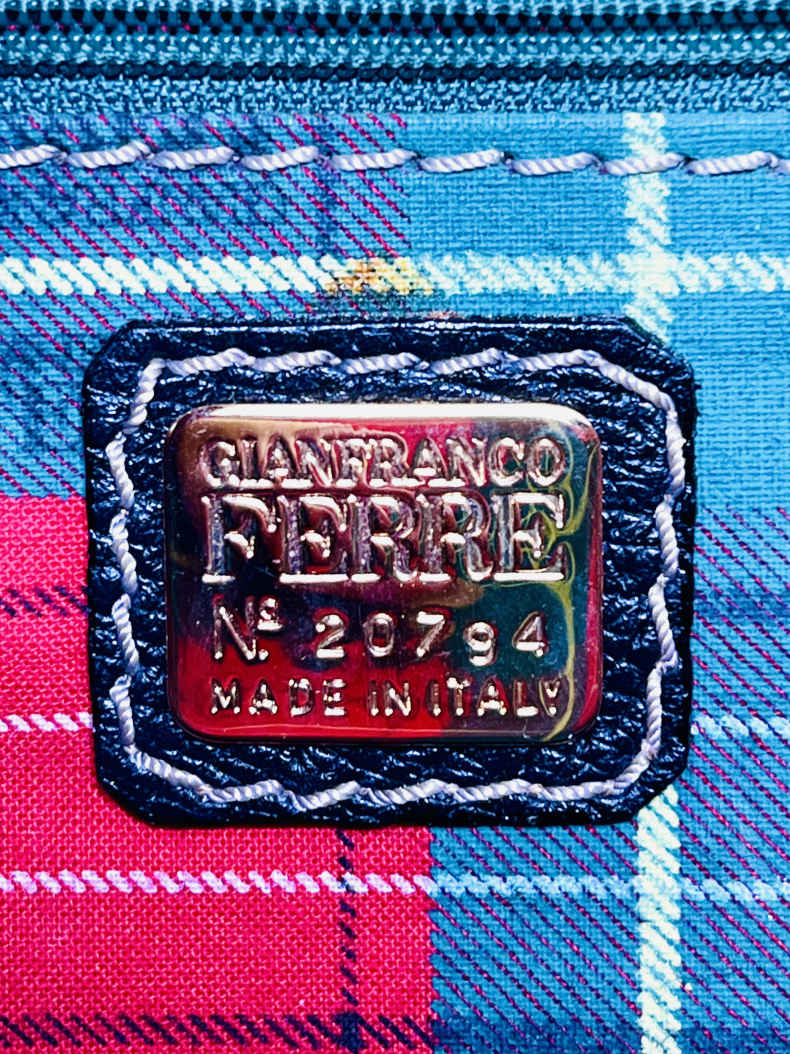 GIANFRANCO
FERRE
Nº 20794
MADE IN ITALY